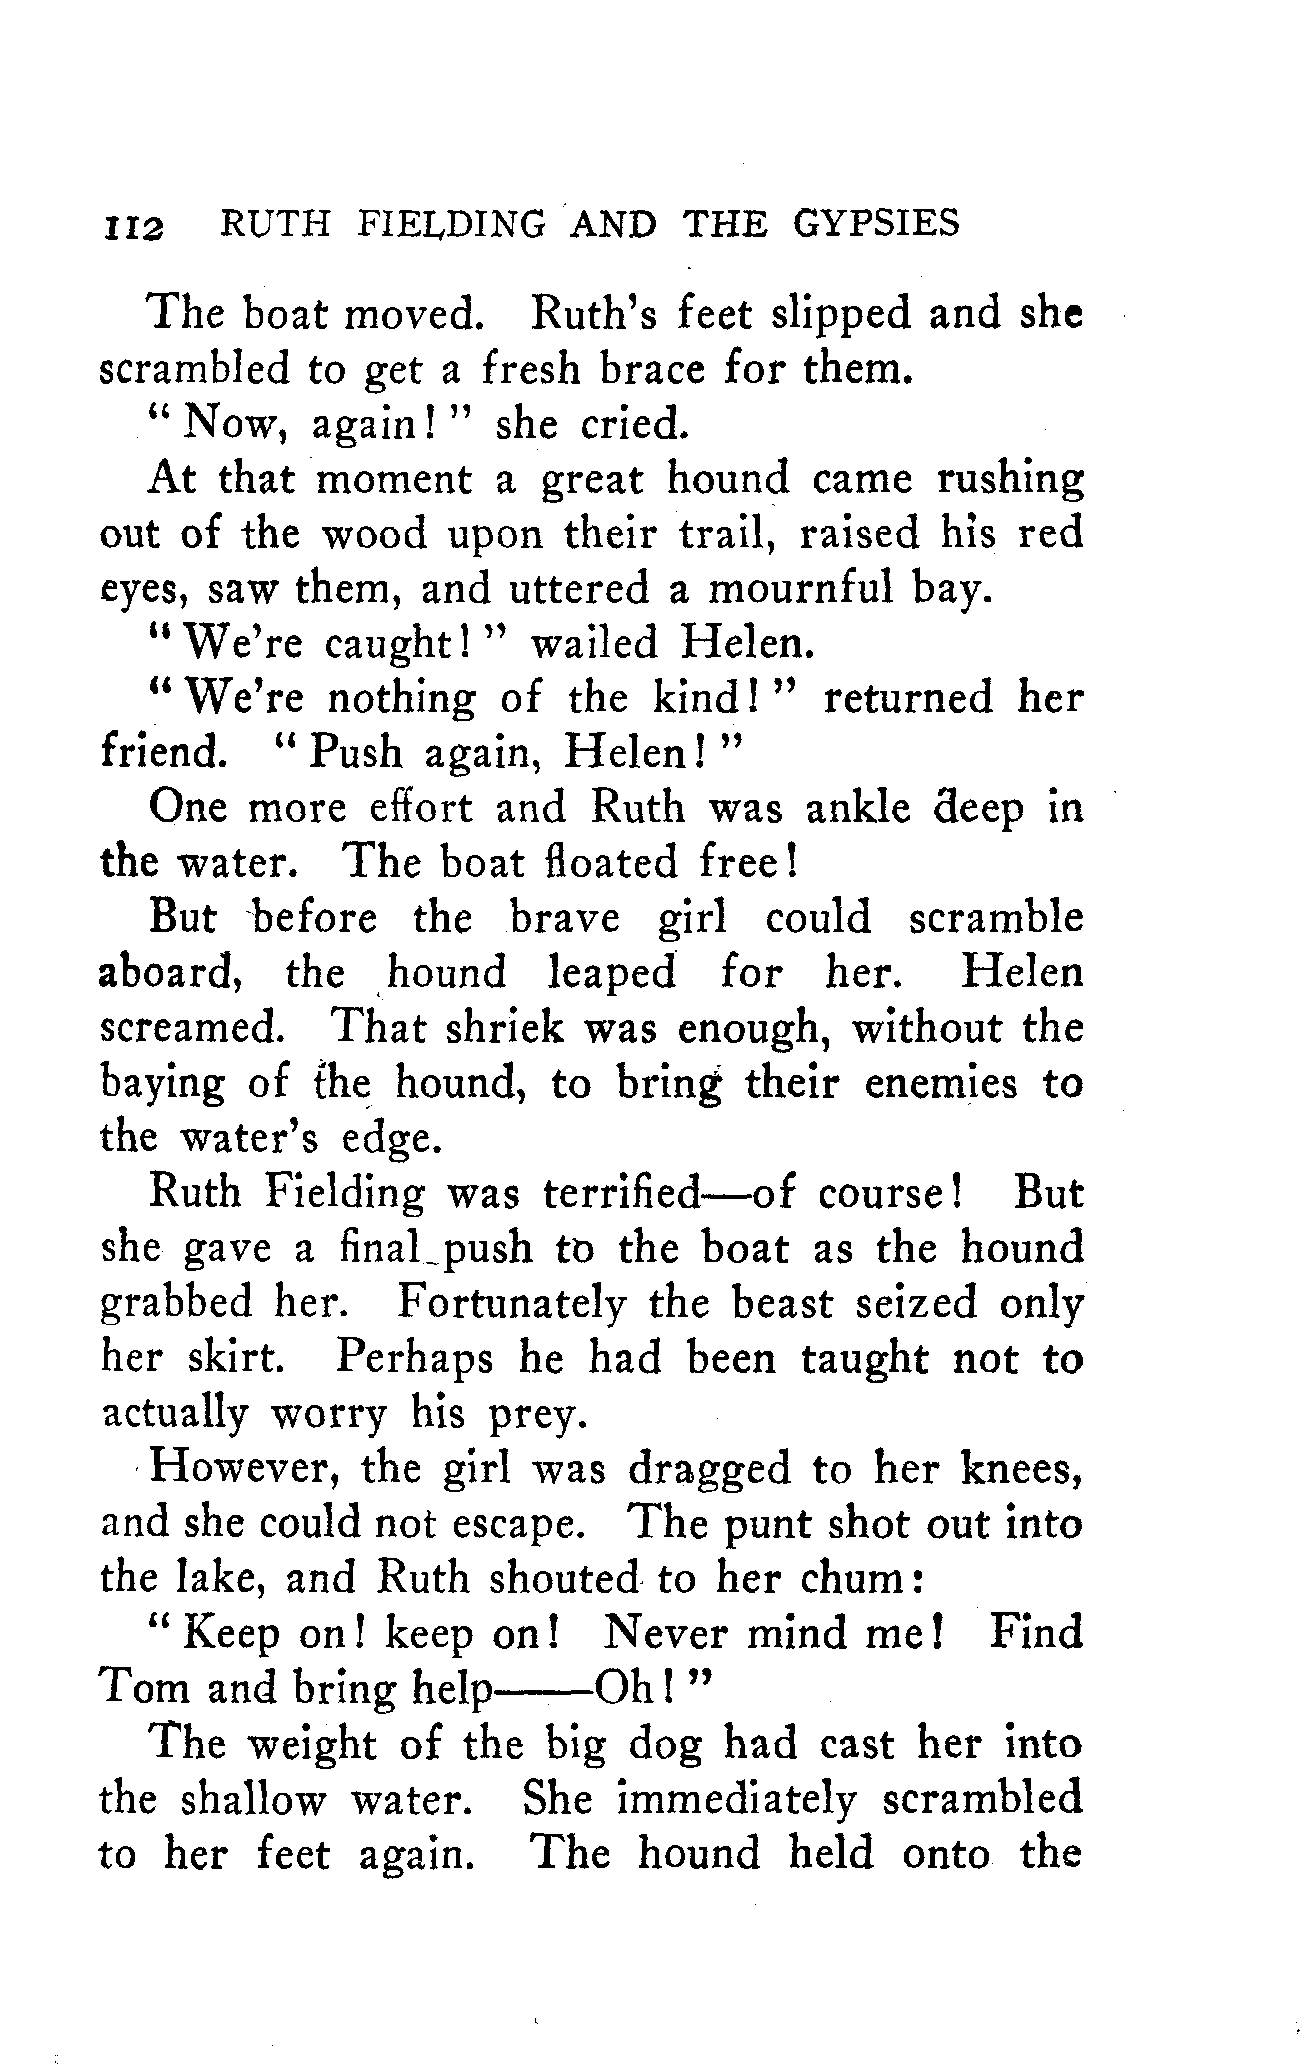 112 RUTH FIELDING AND THE GYPSIES
The boat moved. Ruth's feet slipped and she
scrambled to get a fresh brace for them.
" Now, again! " she cried.
At that moment a great hound came rushing
out of the wood upon their trail, raised his red
eyes, saw them, and uttered a mournful bay.
" We're caught! " wailed Helen.
" We're nothing of the kind! " returned her
friend. " Push again, Helen! "
One more effort and Ruth was ankle deep in
the water. The boat floated free!
But before the brave girl could scramble
aboard, the hound leaped for her. Helen
screamed. That shriek was enough, without the
baying of the hound, to bring their enemies to
the water's edge.
Ruth Fielding was terrified—of course! But
she gave a final push to the boat as the hound
grabbed her. Fortunately the beast seized only
her skirt. Perhaps he had been taught not to
actually worry his prey.
However, the girl was dragged to her knees,
and she could not escape. The punt shot out into
the lake, and Ruth shouted to her chum:
" Keep on! keep on! Never mind me! Find
Tom and bring help——Oh! "
The weight of the big dog had cast her into
the shallow water. She immediately scrambled
to her feet again. The hound held onto the